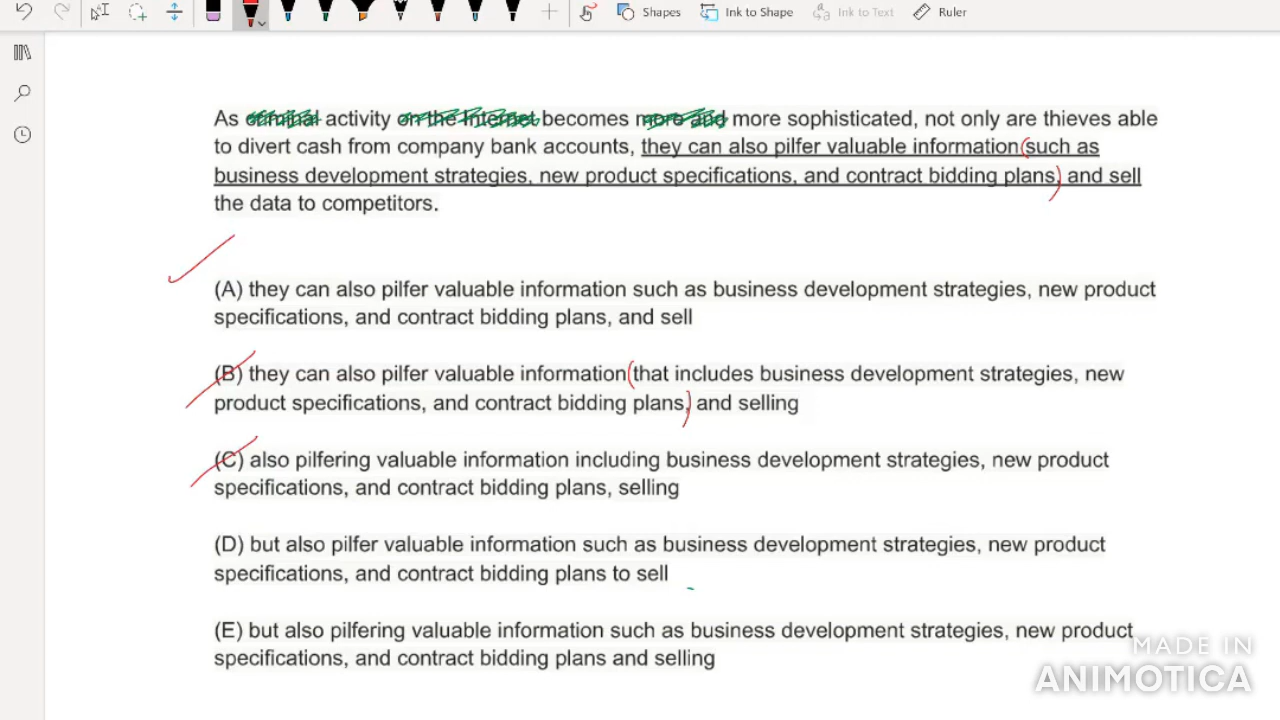 Shapes Ink to Shape Ink to Text Ruler
As criminal activity on the Internet becomes more and more sophisticated, not only are thieves able
to divert cash from company bank accounts, they can also pilfer valuable information such as
business development strategies, new product specifications, and contract bidding plans, and sell
the data to competitors.
(A) they can also pilfer valuable information such as business development strategies, new product
specifications, and contract bidding plans, and sell
(B) they can also pilfer valuable information that includes business development strategies, new
product specifications, and contract bidding plans, and selling
(C) also pilfering valuable information including business development strategies, new product
specifications, and contract bidding plans, selling
(D) but also pilfer valuable information such as business development strategies, new product
specifications, and contract bidding plans to sell
(E) but also pilfering valuable information such as business development strategies, new product
specifications, and contract bidding plans and selling
MADE IN
ANIMOTICA